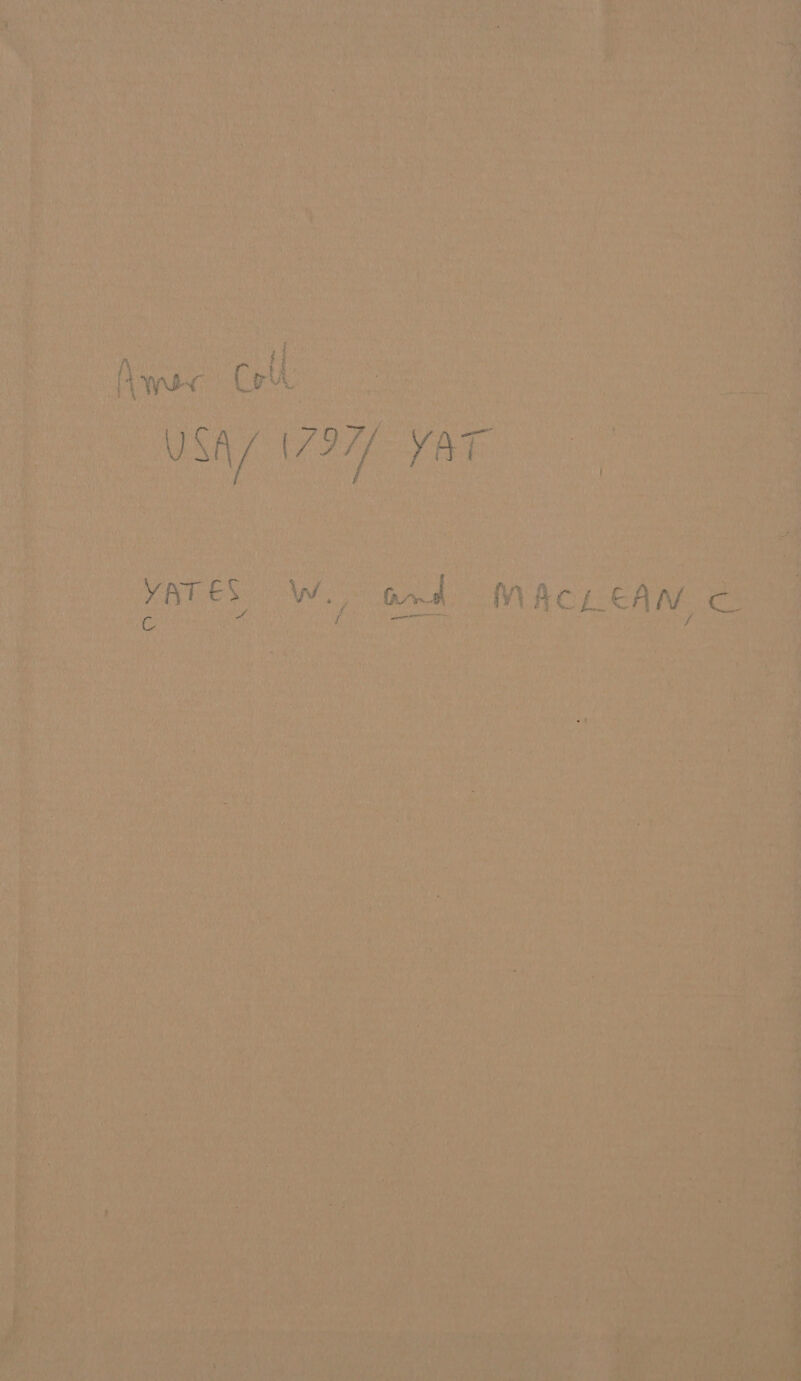 Amer Coll
USA/ 1797/ YAT
YATES, W., and MACLEAN, C
C